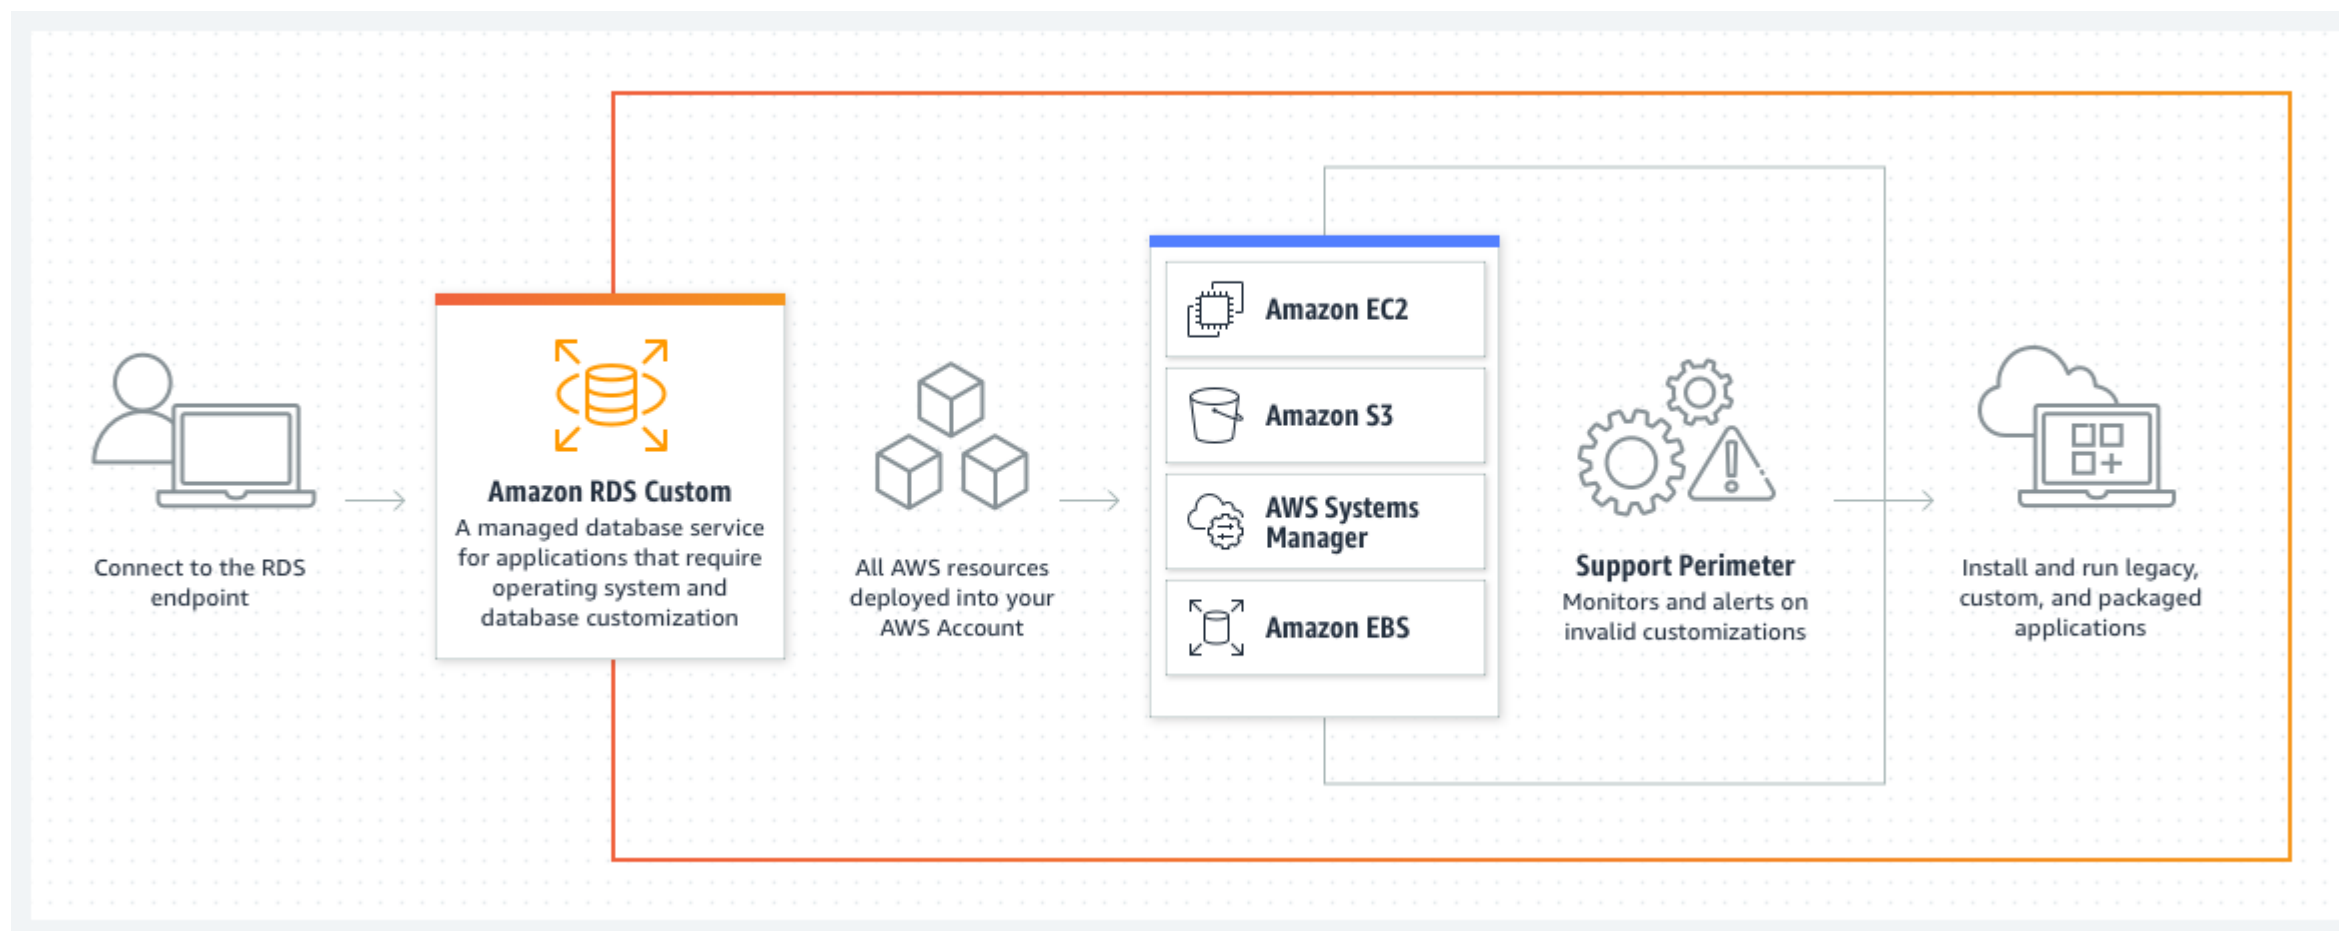 Connect to the RDS
endpoint
Amazon RDS Custom
A managed database service
for applications that require
operating system and
database customization
All AWS resources
deployed into your
AWS Account
Amazon EC2
Amazon S3
AWS Systems
Manager
Amazon EBS
Support Perimeter
Monitors and alerts on
invalid customizations
Install and run legacy,
custom, and packaged
applications